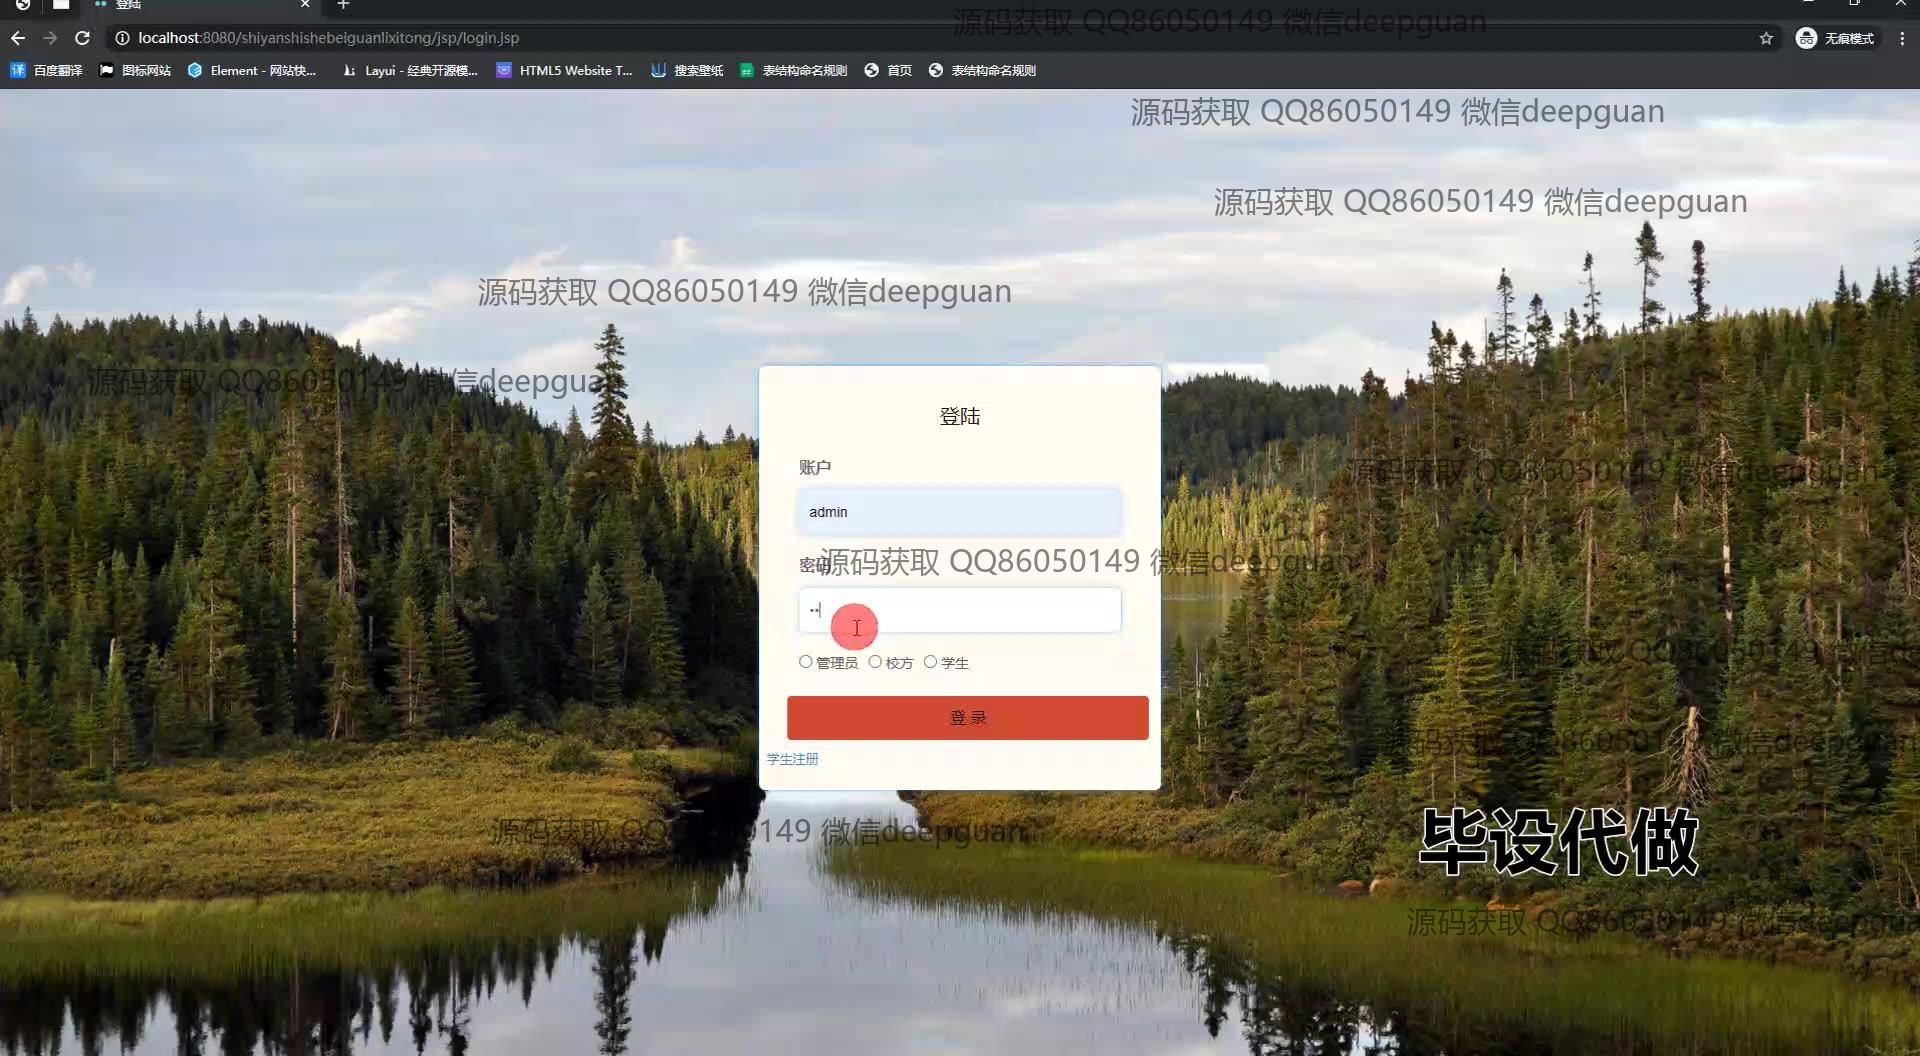 登陆
源码获取 QQ86050149 微信deepguan
localhost:8080/shiyanshishebeiguanlixitong/jsp/login.jsp
无痕模式
百度翻译
图标网站
Element - 网站快...
Layui - 经典开源模...
HTML5 Website T...
搜索壁纸
表结构命名规则
首页
表结构命名规则
源码获取 QQ86050149 微信deepguan
源码获取 QQ86050149 微信deepguan
源码获取 QQ86050149 微信deepguan
源码获取 QQ86050149 微信deepguan
登陆
账户
源码获取 QQ86050149 微信deepguan
admin
密码
源码获取 QQ86050149 微信deepguan
管理员 校方 学生
源码获取 QQ86050149
登 录
源码获取 QQ86050149 微信deepguan
学生注册
源码获取 QQ86050149 微信deepguan
毕设代做
源码获取 QQ86050149 微信deepgua